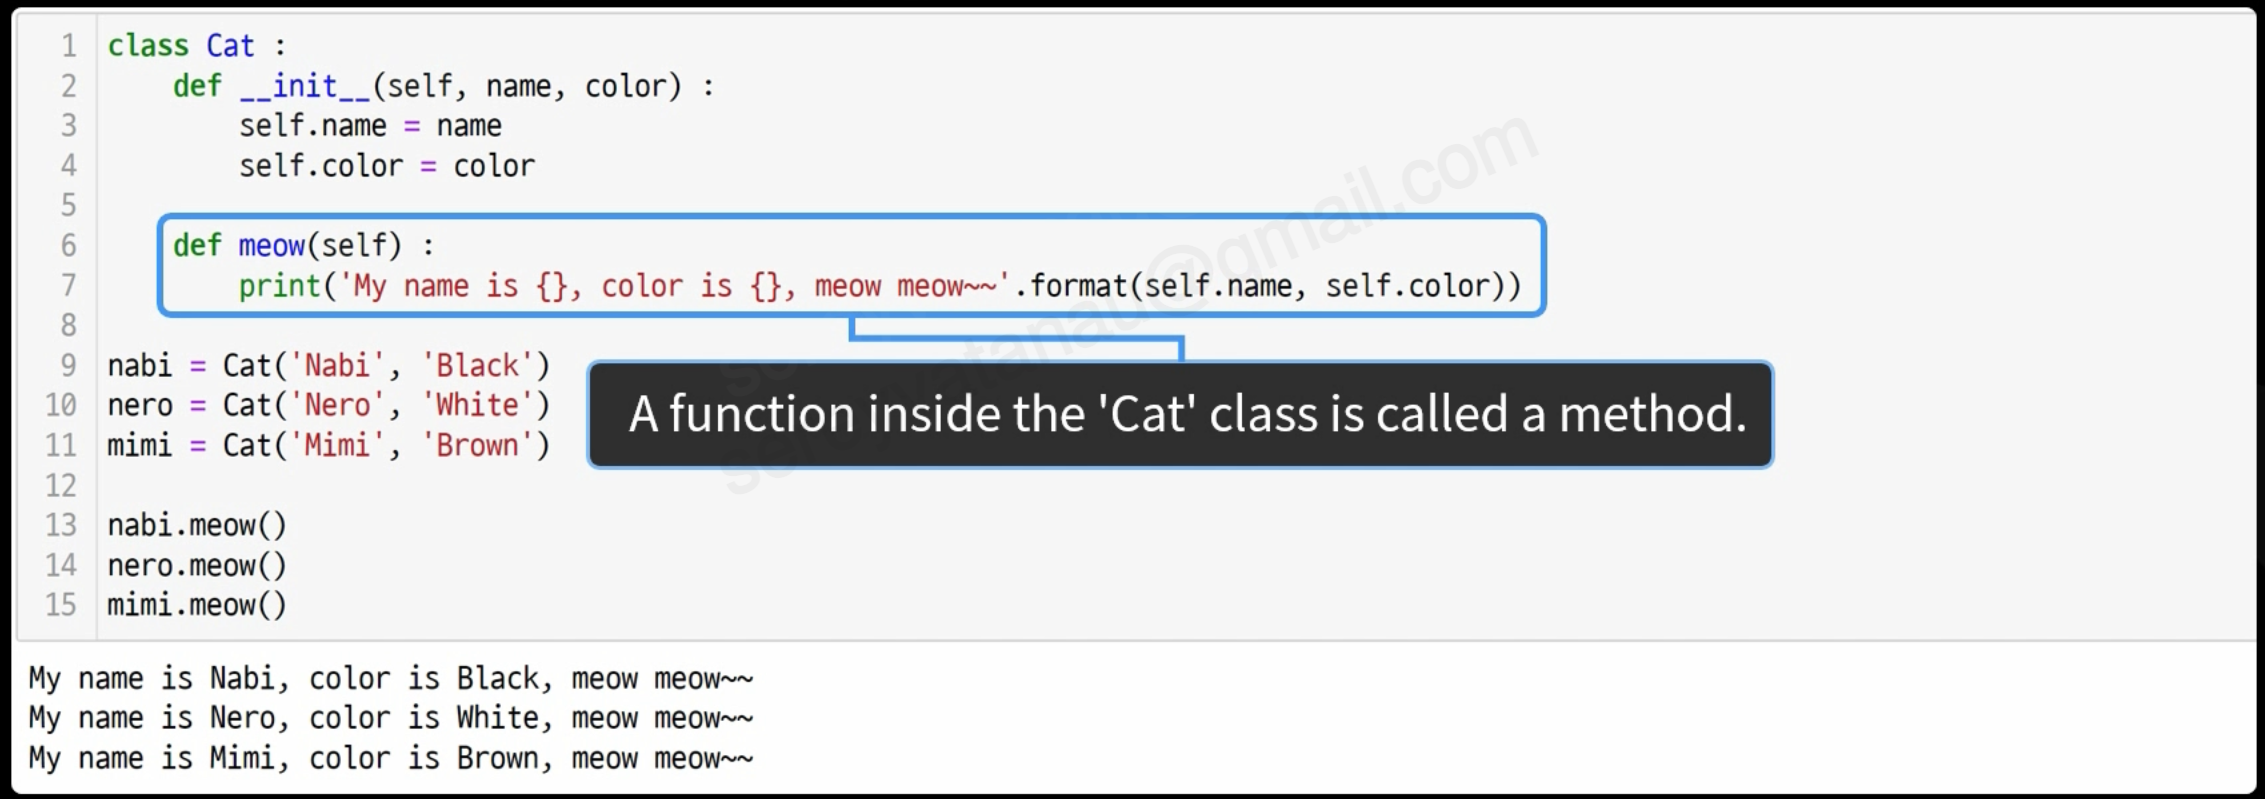 1 class Cat :
2     def __init__(self, name, color) :
3         self.name = name
4         self.color = color
5
6     def meow(self) :
7         print('My name is {}, color is {}, meow meow~~'.format(self.name, self.color))
8
9 nabi = Cat('Nabi', 'Black')
10 nero = Cat('Nero', 'White')
11 mimi = Cat('Mimi', 'Brown')
A function inside the 'Cat' class is called a method.
12
13 nabi.meow()
14 nero.meow()
15 mimi.meow()
My name is Nabi, color is Black, meow meow~~
My name is Nero, color is White, meow meow~~
My name is Mimi, color is Brown, meow meow~~